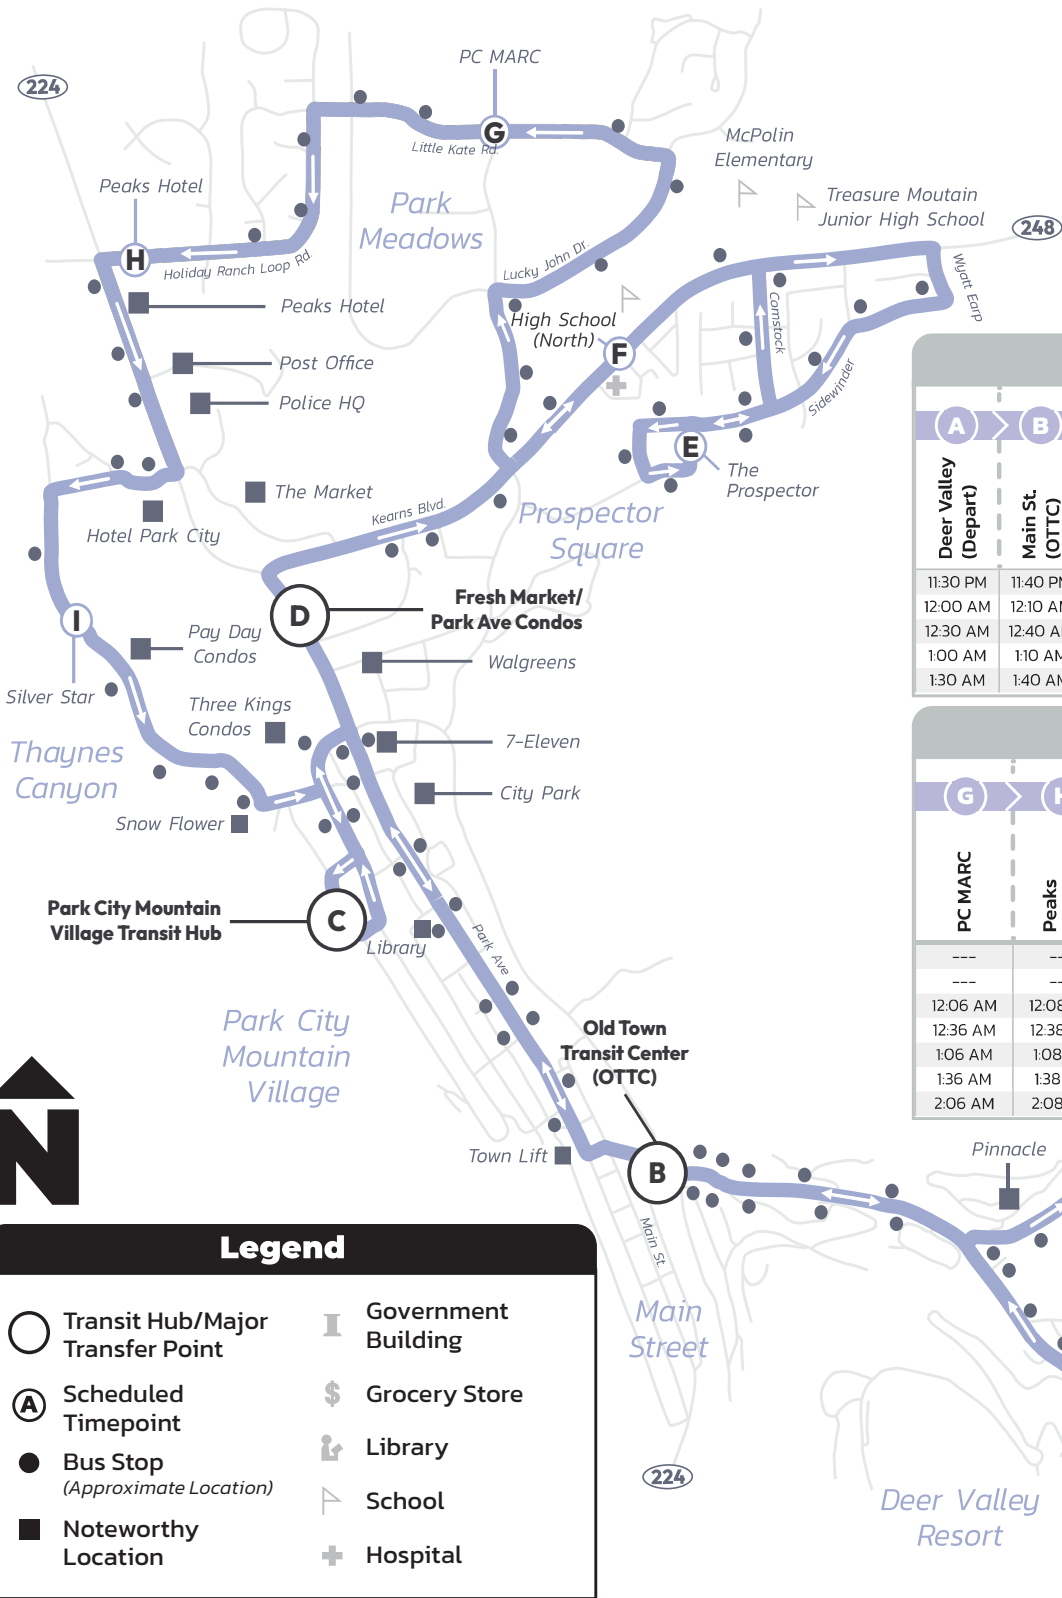 PC MARC
224
G
Little Kate Rd.
McPolin
Elementary
Peaks Hotel
Park
Meadows
Treasure Moutain
Junior High School
248
H
Holiday Ranch Loop Rd.
Lucky John Dr.
Wyatt Earp
Peaks Hotel
Comstock
High School
(North)
F
Post Office
Sidewinder
Police HQ
E
The
Prospector
The Market
Hotel Park City
Kearns Blvd.
Prospector
Square
D
Fresh Market/
Park Ave Condos
I
Pay Day
Condos
Walgreens
Silver Star
Three Kings
Condos
Thaynes
Canyon
7-Eleven
City Park
Snow Flower
Park City Mountain
Village Transit Hub
C
Library
Park Ave
Park City
Mountain
Village
Old Town
Transit Center
(OTTC)
N
Town Lift
B
Main St.
Pinnacle
Main
Street
224
Deer Valley
Resort
A
B
Deer Valley
(Depart)
Main St.
(OTTC)
11:30 PM 11:40 PM
12:00 AM 12:10 AM
12:30 AM 12:40 AM
1:00 AM 1:10 AM
1:30 AM 1:40 AM
G
PC MARC
Peaks
---
---
12:06 AM 12:08
12:36 AM 12:38
1:06 AM 1:08
1:36 AM 1:38
2:06 AM 2:08
Legend
Transit Hub/Major
Transfer Point
A
Scheduled
Timepoint
Bus Stop
(Approximate Location)
Noteworthy
Location
Government
Building
$
Grocery Store
Library
School
Hospital